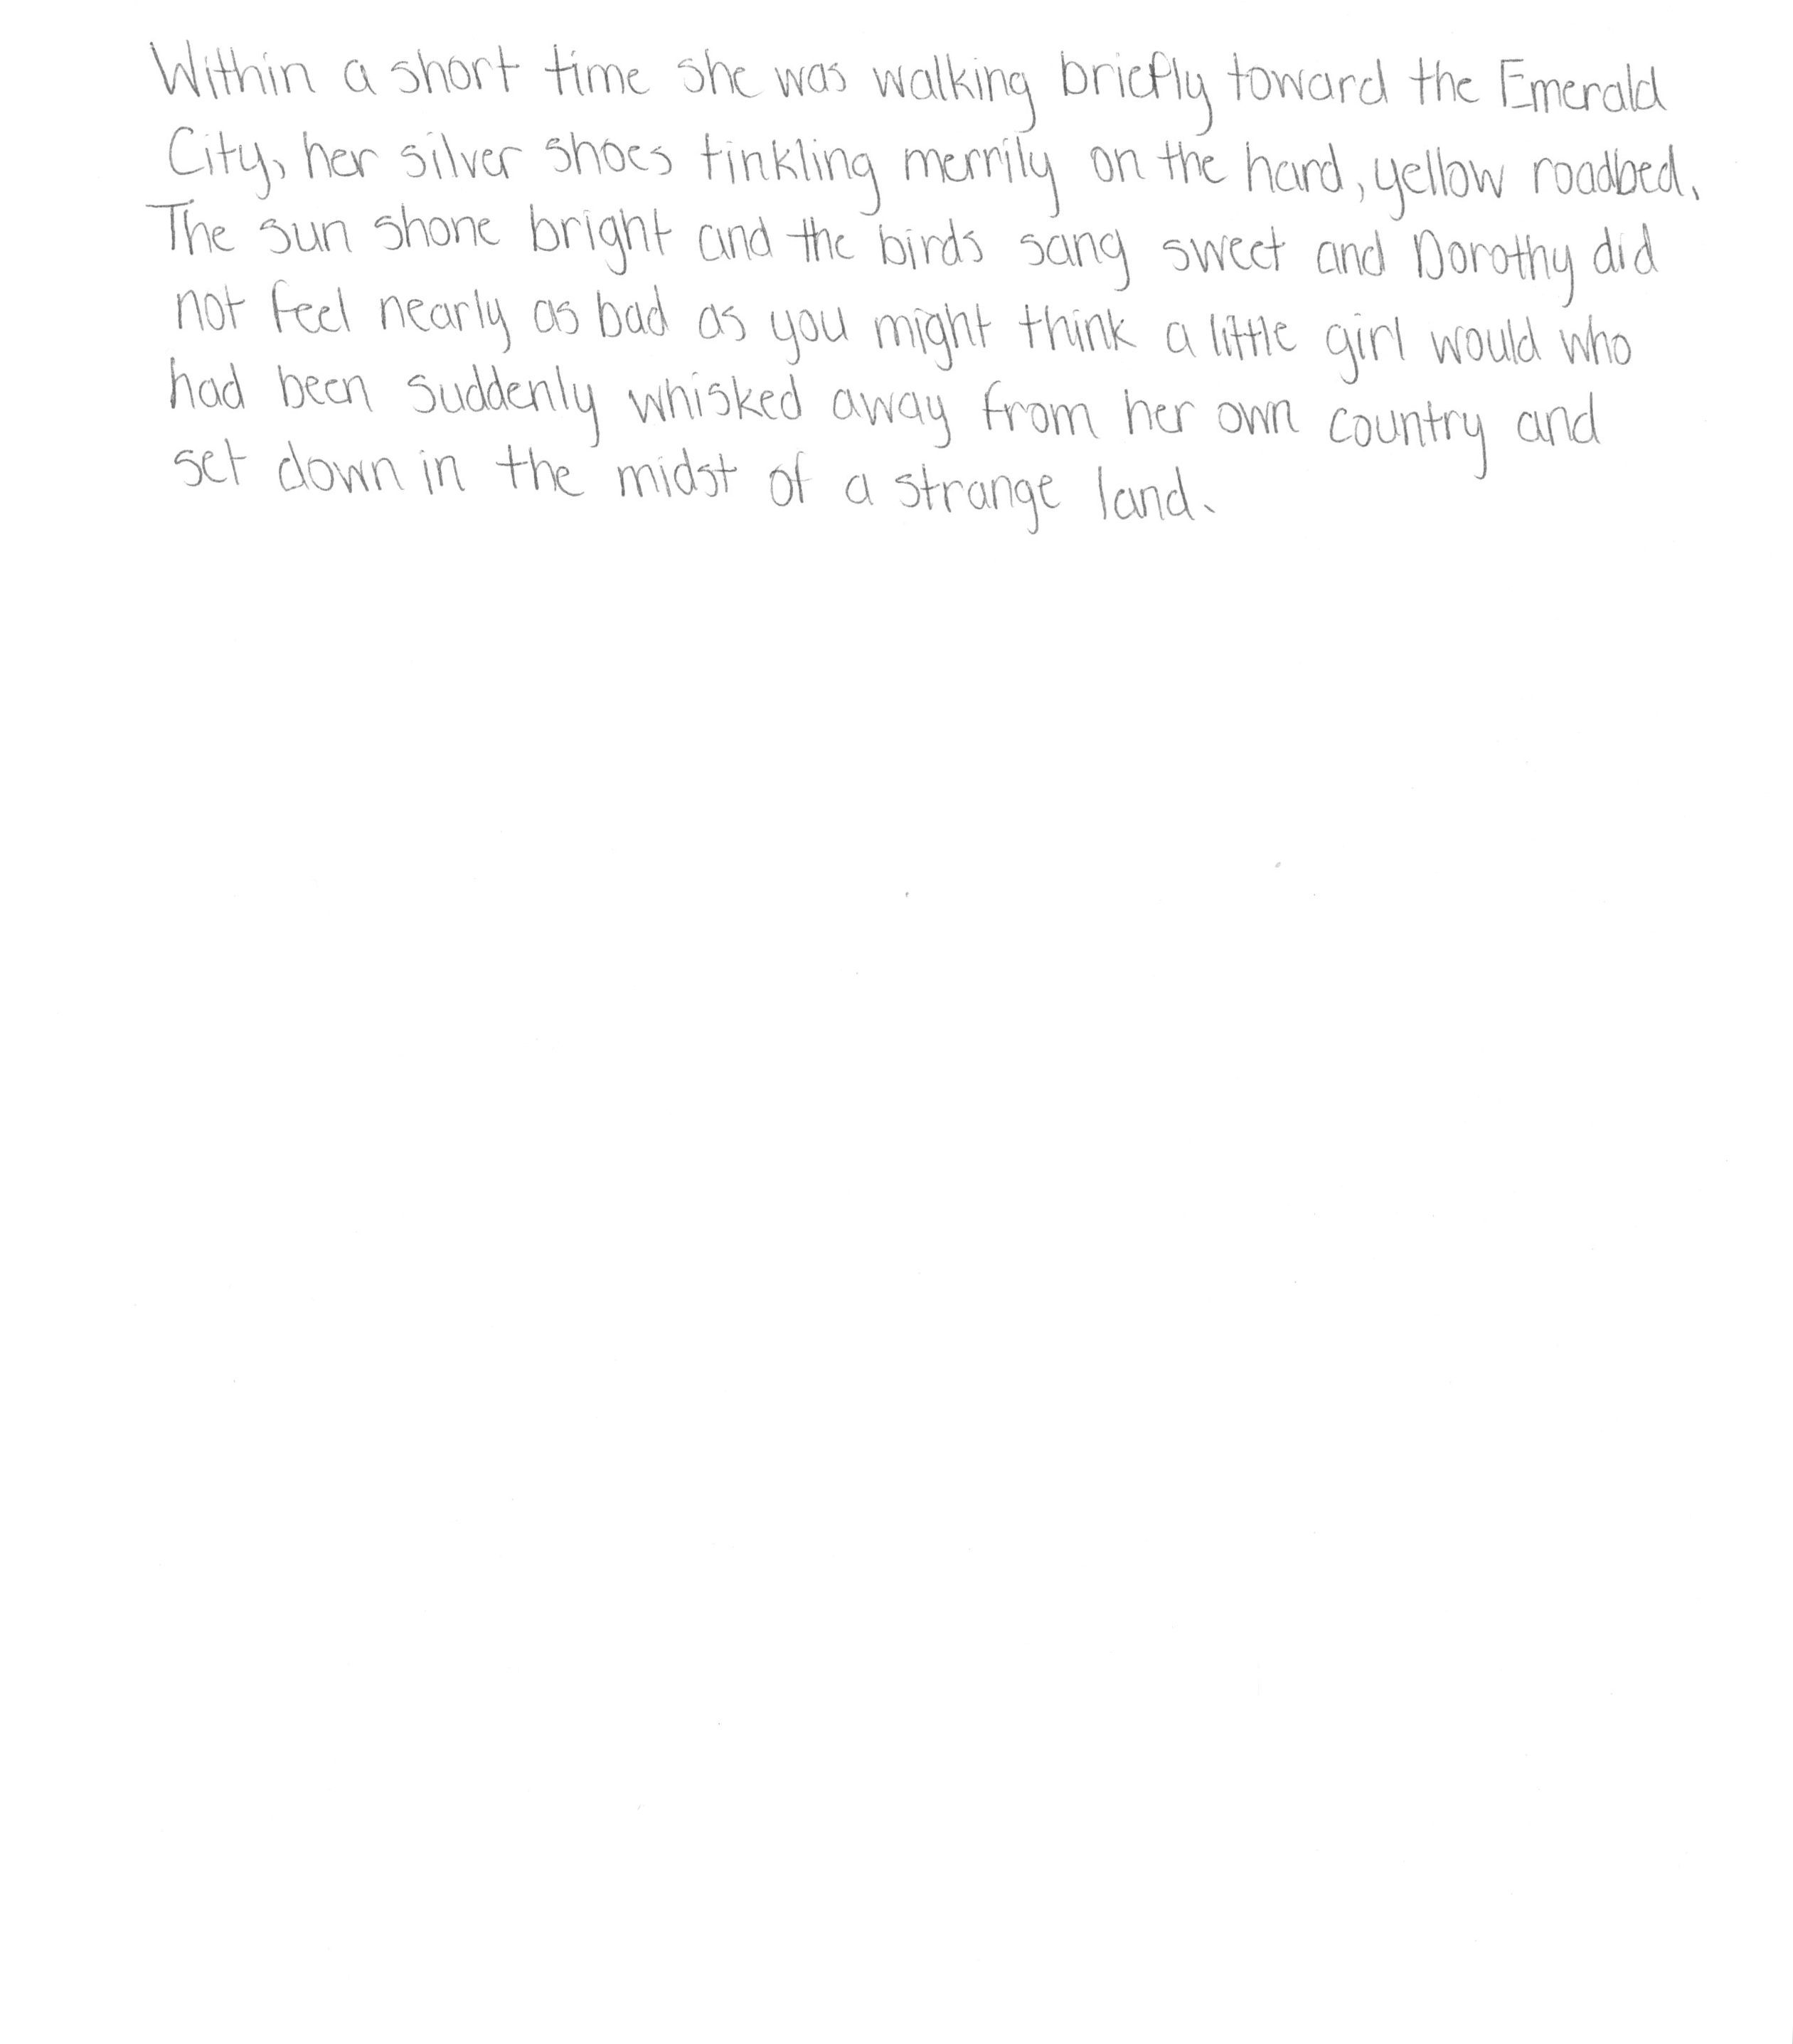 Within a short time she was walking briefly toward the Emerald
City, her silver shoes tinkling merrily on the hard, yellow roadbed.
The sun shone bright and the birds sang sweet and Dorothy did
not feel nearly as bad as you might think a little girl would who
had been suddenly whisked away from her own country and
set down in the midst of a strange land.